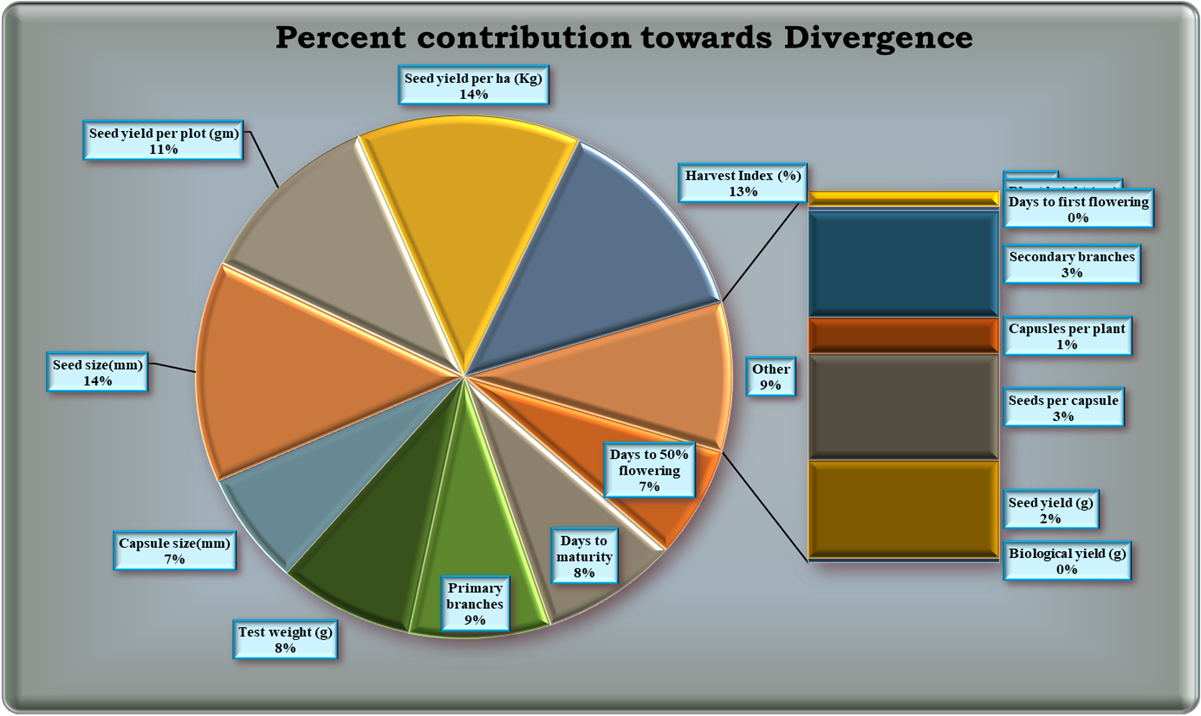 Percent contribution towards Divergence
Seed yield per ha (Kg)
14%
Seed yield per plot (gm)
11%
Harvest Index (%)
13%
Days to first flowering
0%
Secondary branches
3%
Capusles per plant
1%
Seed size(mm)
14%
Other
9%
Seeds per capsule
3%
Days to 50%
flowering
7%
Seed yield (g)
2%
Capsule size(mm)
7%
Days to
maturity
8%
Biological yield (g)
0%
Primary
branches
9%
Test weight (g)
8%